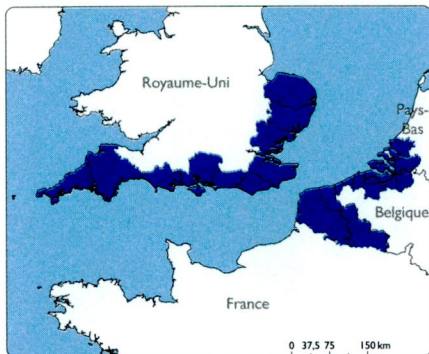 Royaume-Uni
Pays-
Bas
Belgique
France
0 37,5 75 150 km